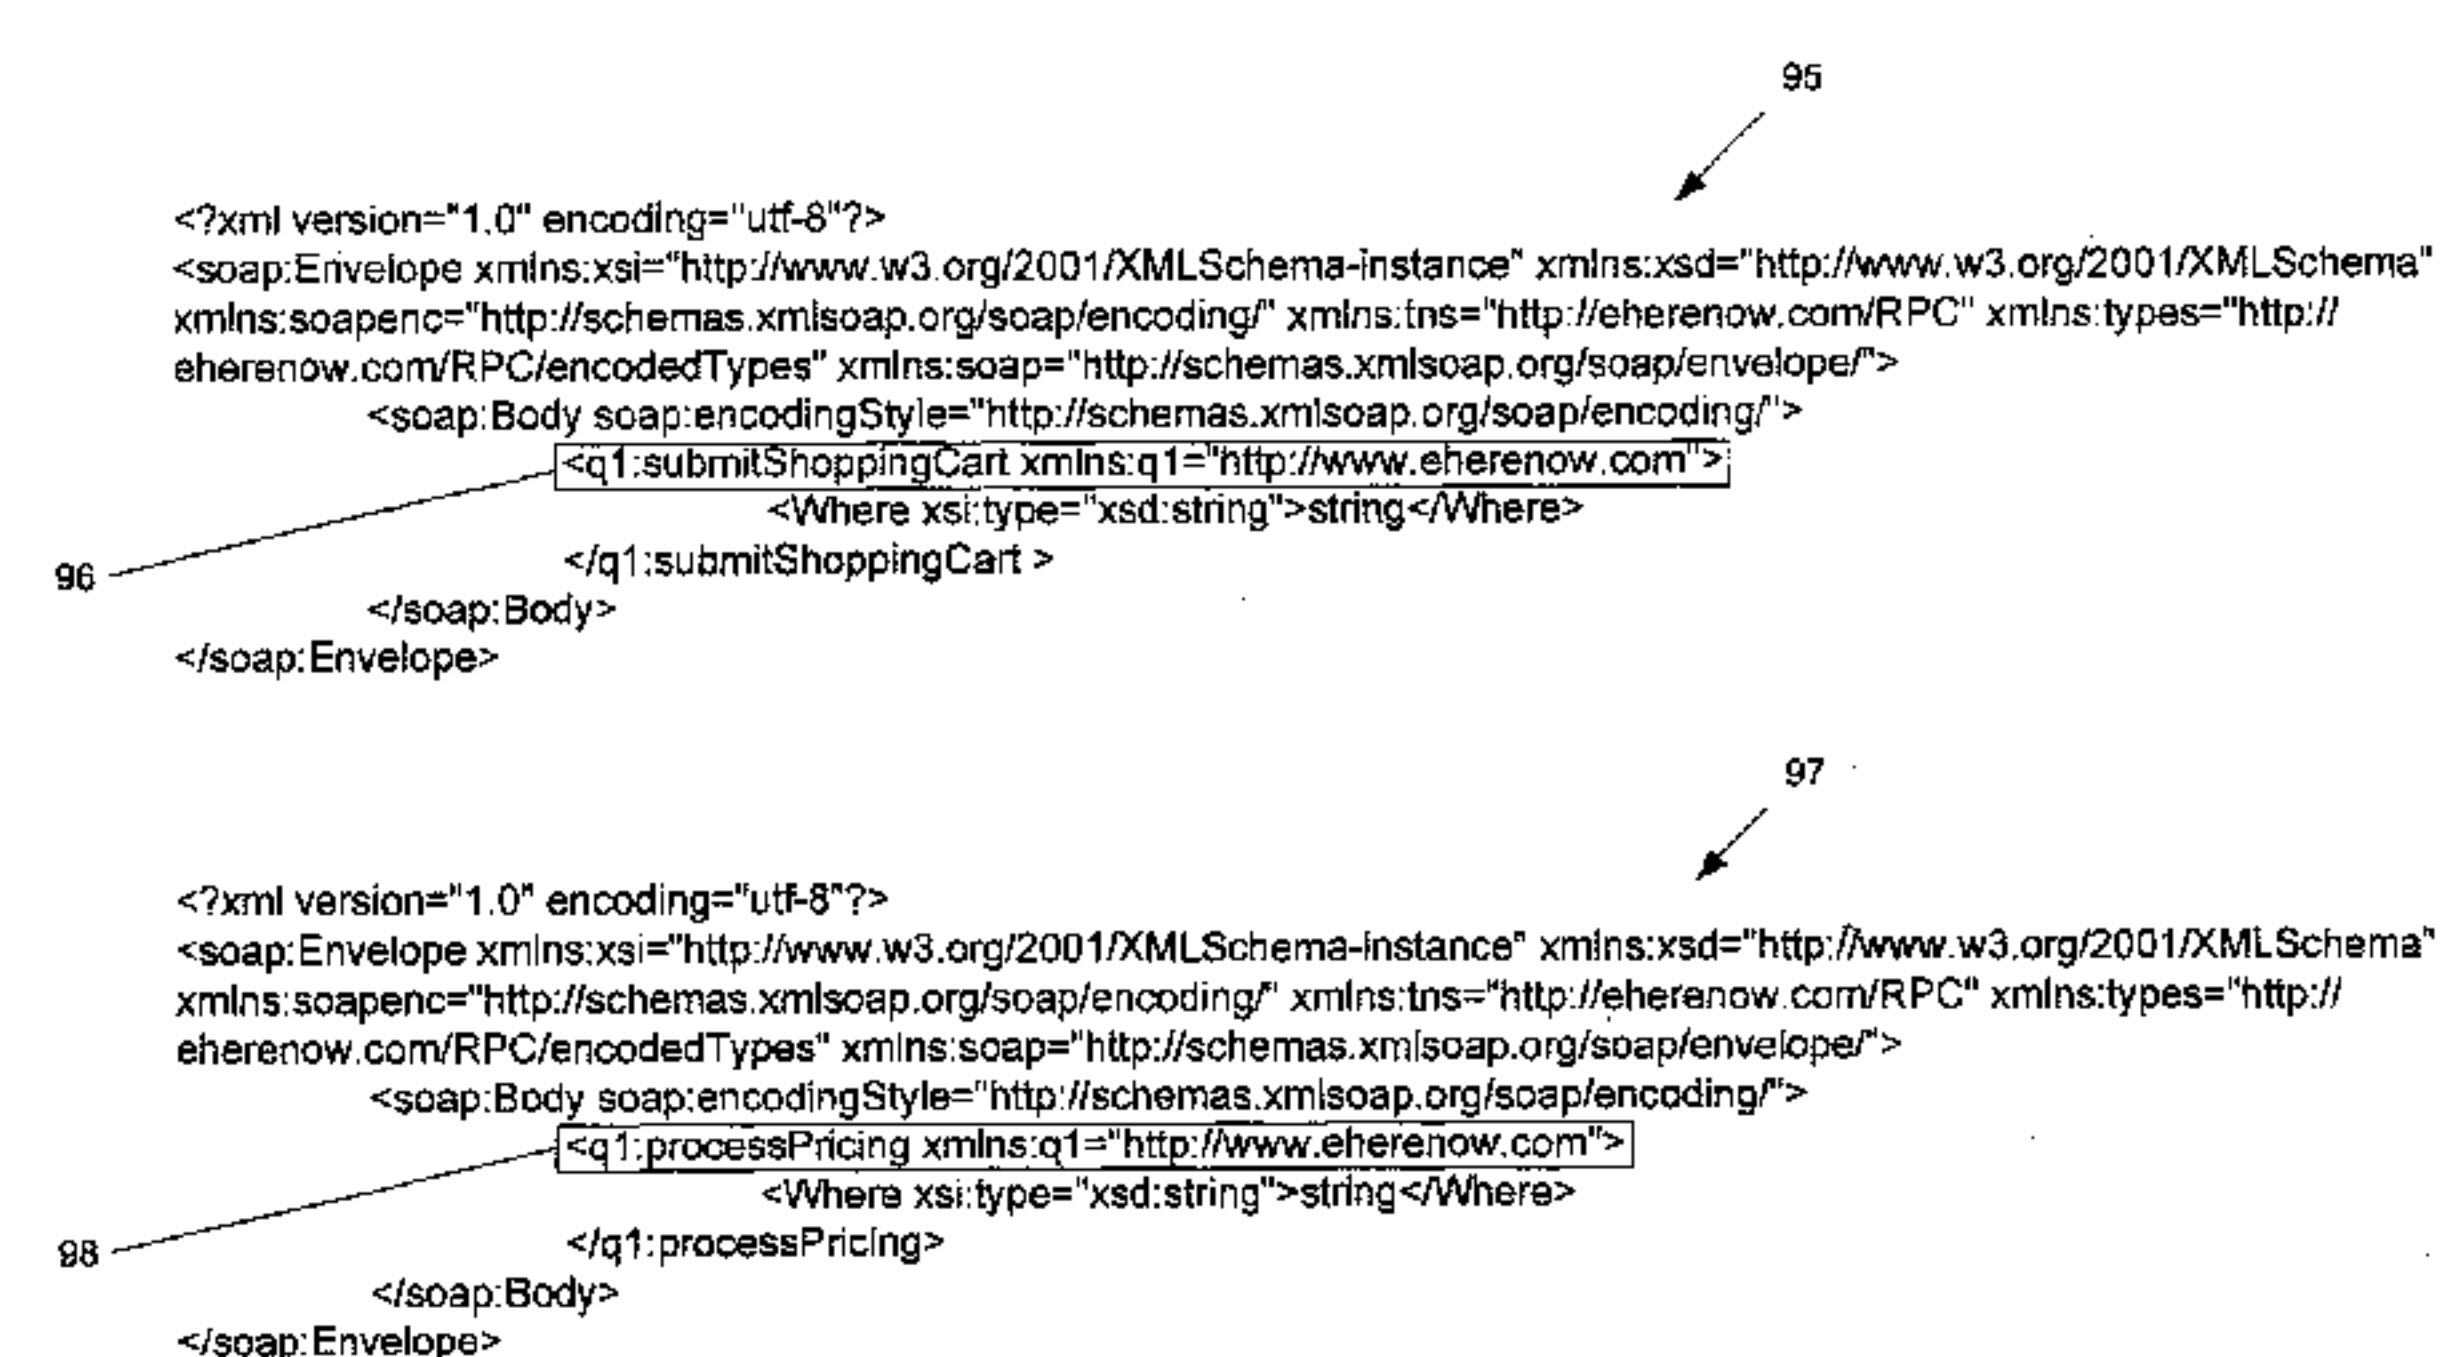 95
<?xml version="1.0" encoding="utf-8"?>
<soap:Envelope xmlns:xsi="http://www.w3.org/2001/XMLSchema-instance" xmlns:xsd="http://www.w3.org/2001/XMLSchema"
xmlns:soapenc="http://schemas.xmlsoap.org/soap/encoding/" xmlns:tns="http://eherenow.com/RPC" xmlns:types="http://
eherenow.com/RPC/encodedTypes" xmlns:soap="http://schemas.xmlsoap.org/soap/envelope/">
<soap:Body soap:encodingStyle="http://schemas.xmlsoap.org/soap/encoding/">
<q1:submitShoppingCart xmlns:q1="http://www.eherenow.com">
<Where xsi:type="xsd:string">string</Where>
</q1:submitShoppingCart >
96
</soap:Body>
</soap:Envelope>
97
<?xml version="1.0" encoding="utf-8"?>
<soap:Envelope xmlns:xsi="http://www.w3.org/2001/XMLSchema-instance" xmlns:xsd="http://www.w3.org/2001/XMLSchema"
xmlns:soapenc="http://schemas.xmlsoap.org/soap/encoding/" xmlns:tns="http://eherenow.com/RPC" xmlns:types="http://
eherenow.com/RPC/encodedTypes" xmlns:soap="http://schemas.xmlsoap.org/soap/envelope/">
<soap:Body soap:encodingStyle="http://schemas.xmlsoap.org/soap/encoding/">
<q1:processPricing xmlns:q1="http://www.eherenow.com">
<Where xsi:type="xsd:string">string</Where>
</q1:processPricing>
98
</soap:Body>
</soap:Envelope>